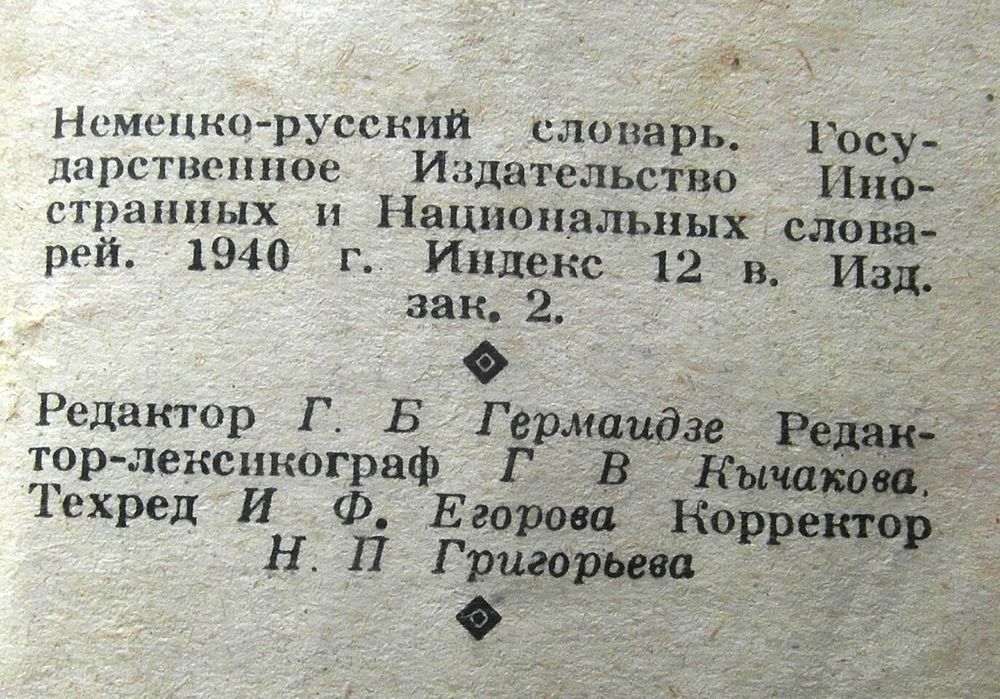 Немецко-русский словарь. Госу-
дарственное Издательство Ино-
странных и Национальных слова-
рей. 1940 г. Индекс 12 в. Изд.
зак. 2.
Редактор Г. Б Гермаидзе Редак-
тор-лексикограф Г В Кычакова.
Техред И Ф. Егорова Корректор
Н. П Григорьева